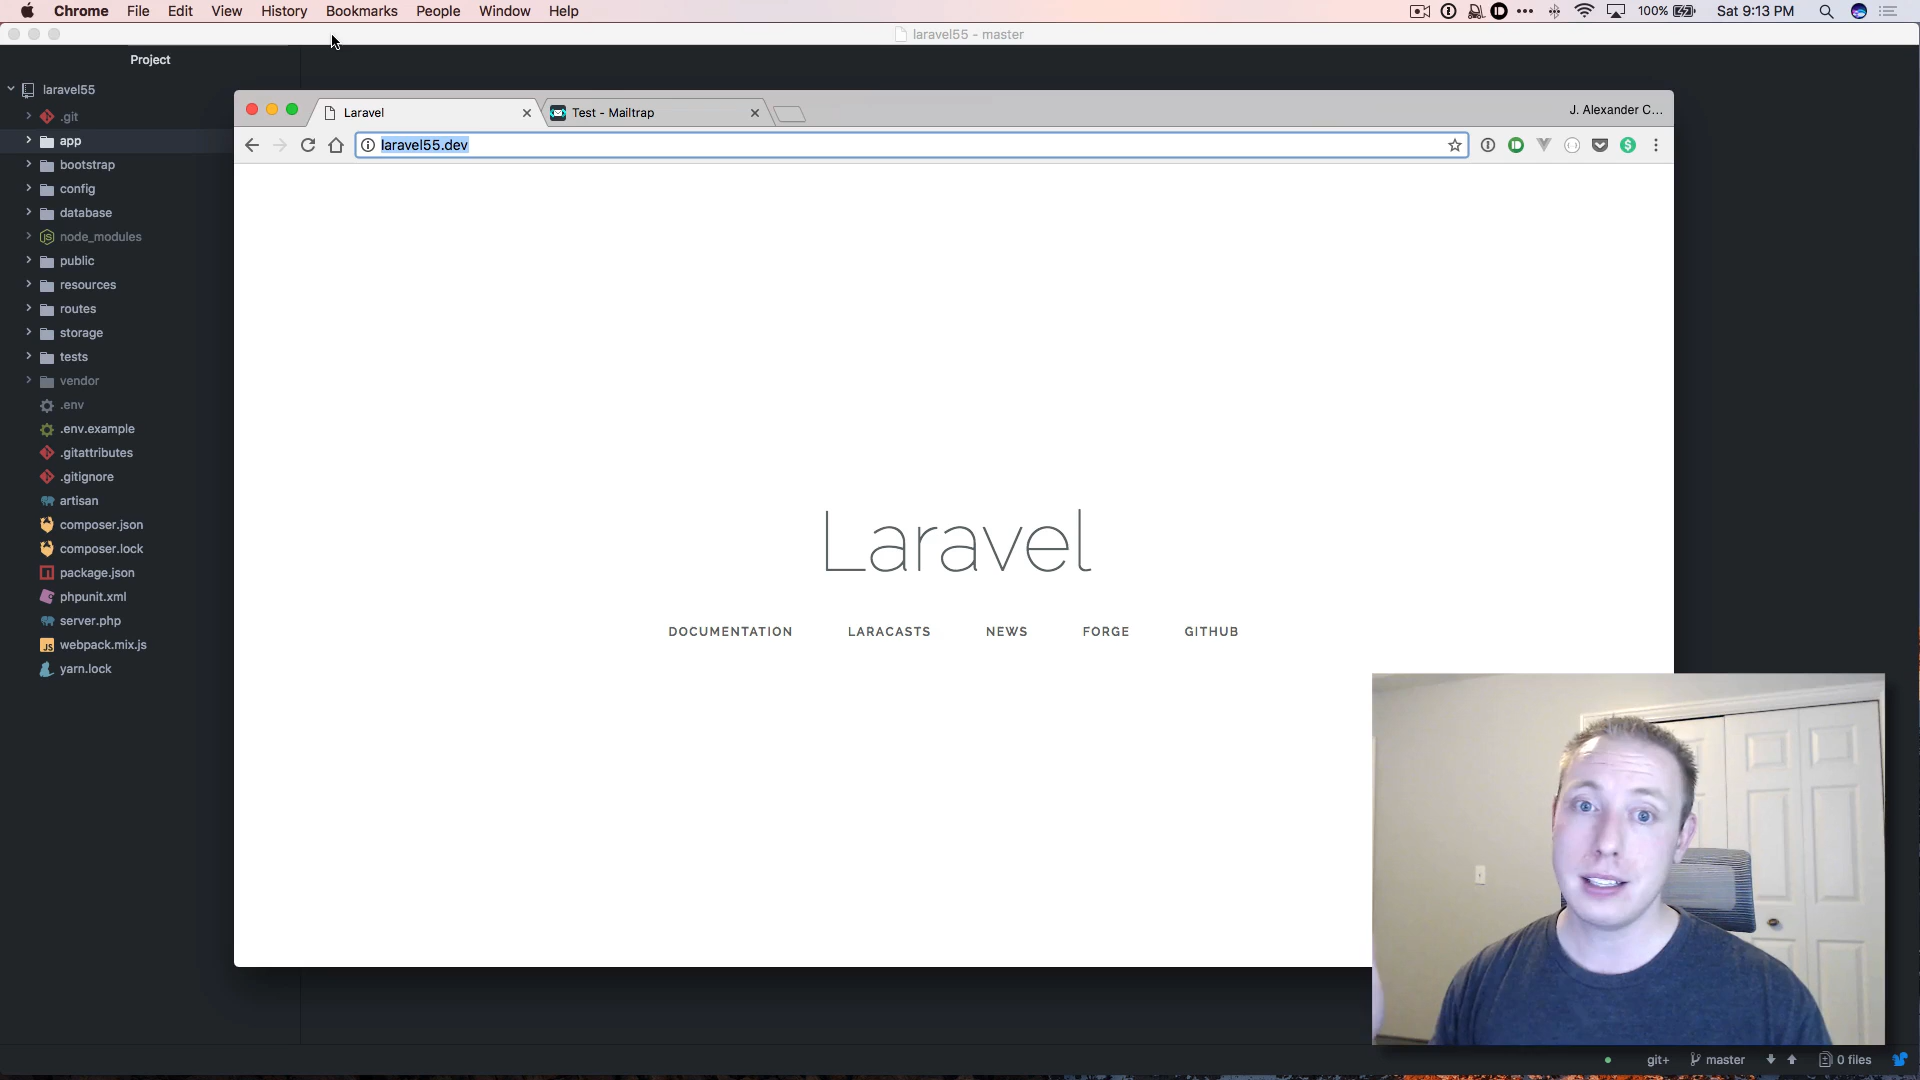 Chrome File Edit View History Bookmarks People Window Help 100% Sat 9:13 PM
laravel55 - master
Project
laravel55
.git
app
bootstrap
config
database
node_modules
public
resources
routes
storage
tests
vendor
.env
.env.example
.gitattributes
.gitignore
artisan
composer.json
composer.lock
package.json
phpunit.xml
server.php
webpack.mix.js
yarn.lock
Laravel
Test - Mailtrap
J. Alexander C...
laravel55.dev
Laravel
DOCUMENTATION LARACASTS NEWS FORGE GITHUB
git+ master 0 files